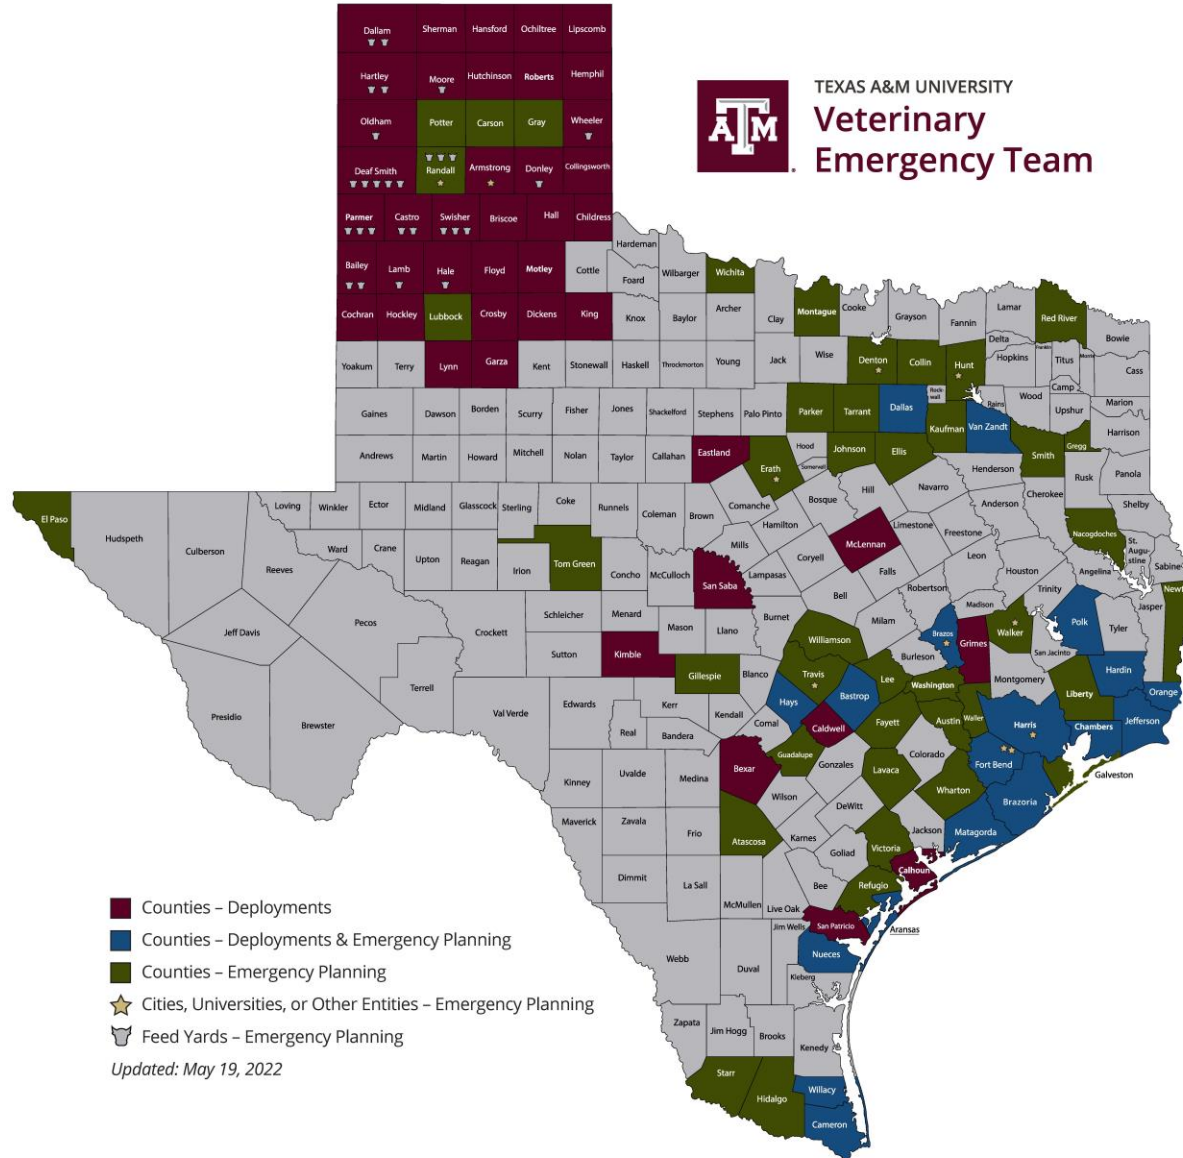 TEXAS A&M UNIVERSITY
Veterinary
Emergency Team
ATM
Dallam Sherman Hansford Ochiltree Lipscomb
Hartley Moore Hutchinson Roberts Hemphil
Oldham Potter Carson Gray Wheeler
Deaf Smith Randall Armstrong Donley Collingsworth
Parmer Castro Swisher Briscoe Hall Childress
Hardeman
Bailey Lamb Hale Floyd Motley Cottle Foard Wilbarger Wichita
Cochran Hockley Lubbock Crosby Dickens King Knox Baylor Archer Clay Montague Cooke Grayson Fannin Lamar Red River Bowie
Delta
Yoakum Terry Lynn Garza Kent Stonewall Haskell Throckmorton Young Jack Wise Denton Collin Hunt Hopkins Franklin Titus Morris Cass
Camp
Gaines Dawson Borden Scurry Fisher Jones Shackelford Stephens Palo Pinto Parker Tarrant Dallas Rock-
wall Kaufman Rains Van Zandt Wood Upshur Marion
Andrews Martin Howard Mitchell Nolan Taylor Callahan Eastland Erath Hood Somervell Johnson Ellis Henderson Smith Gregg Harrison
Rusk Panola
El Paso Hudspeth Culberson Loving Winkler Ector Midland Glasscock Sterling Coke Runnels Coleman Brown Comanche Bosque Hill Navarro Anderson Cherokee Shelby
Hamilton Limestone Freestone Nacogdoches
Reeves Ward Crane Upton Reagan Irion Tom Green Concho McCulloch Mills Coryell McLennan Leon Houston Angelina St.
Augu-
stine Sabine
San Saba Lampasas Falls Trinity
Jeff Davis Pecos Crockett Schleicher Menard Mason Llano Burnet Bell Milam Robertson Madison Walker Polk Tyler Jasper Newt
Sutton Kimble Williamson Brazos Grimes San Jacinto
Burleson Montgomery Hardin
Presidio Brewster Terrell Val Verde Edwards Gillespie Blanco Travis Lee Washington Liberty Orange
Kerr Kendall Hays Bastrop Austin Waller Harris Chambers Jefferson
Real Bandera Comal Caldwell Fayett
Guadalupe Gonzales Colorado Fort Bend Galveston
Kinney Uvalde Medina Bexar Wilson Lavaca Wharton Brazoria
DeWitt Matagorda
Maverick Zavala Frio Atascosa Karnes Goliad Victoria Jackson
Dimmit La Sall McMullen Live Oak Bee Refugio Calhoun
San Patricio Aransas
Jim Wells
Webb Duval Nueces
Kleberg
Zapata Jim Hogg Brooks Kenedy
Starr Hidalgo Willacy
Cameron
Counties – Deployments
Counties – Deployments & Emergency Planning
Counties – Emergency Planning
Cities, Universities, or Other Entities – Emergency Planning
Feed Yards – Emergency Planning
Updated: May 19, 2022